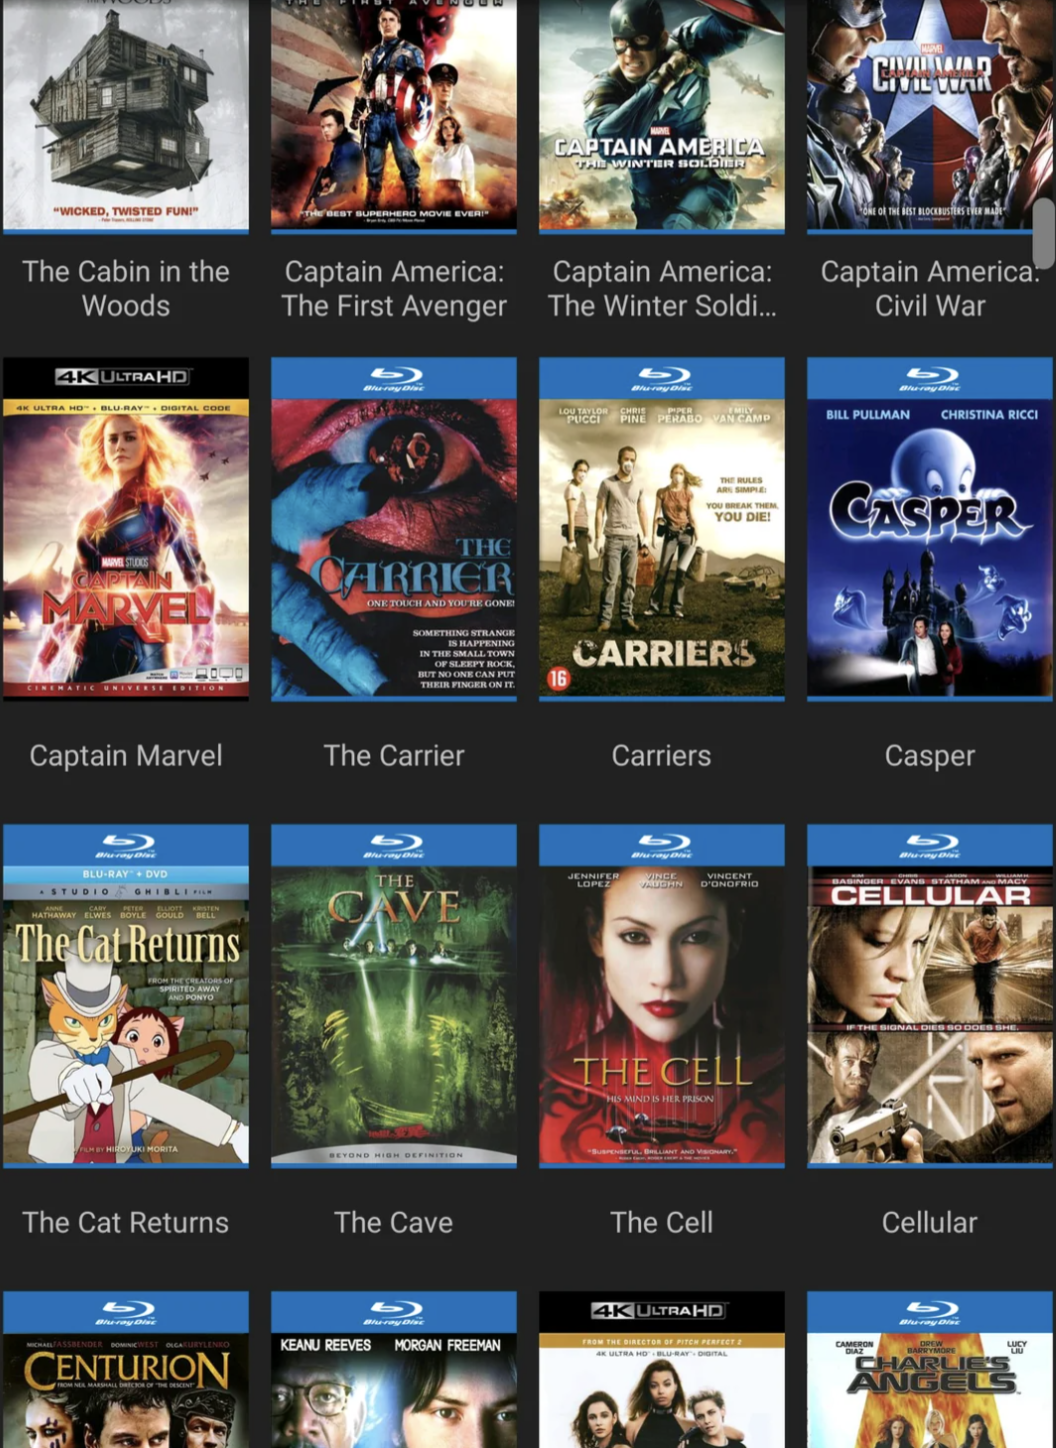 THE WOODS
"WICKED, TWISTED FUN!"
THE FIRST AVENGER
"THE BEST SUPERHERO MOVIE EVER!"
MARVEL
CAPTAIN AMERICA
THE WINTER SOLDIER
MARVEL
CAPTAIN AMERICA
CIVIL WAR
"ONE OF THE BEST BLOCKBUSTERS EVER MADE"
The Cabin in the
Woods
Captain America:
The First Avenger
Captain America:
The Winter Soldi...
Captain America:
Civil War
4K ULTRA HD
4K ULTRA HD • BLU-RAY • DIGITAL CODE
MARVEL STUDIOS
CAPTAIN
MARVEL
CINEMATIC UNIVERSE EDITION
Blu-ray Disc
THE
CARRIER
ONE TOUCH AND YOU'RE GONE!
SOMETHING STRANGE
IS HAPPENING
IN THE SMALL TOWN
OF SLEEPY ROCK,
BUT NO ONE CAN PUT
THEIR FINGER ON IT.
Blu-ray Disc
LOU TAYLOR PUCCI
CHRIS PINE
PIPER PERABO
EMILY VAN CAMP
THE RULES
ARE SIMPLE:
YOU BREAK THEM,
YOU DIE!
CARRIERS
16
Blu-ray Disc
BILL PULLMAN CHRISTINA RICCI
CASPER
Captain Marvel
The Carrier
Carriers
Casper
Blu-ray Disc
BLU-RAY + DVD
A STUDIO GHIBLI FILM
ANNE HATHAWAY
CARY ELWES
PETER BOYLE
ELLIOTT GOULD
KRISTEN BELL
The Cat Returns
FROM THE CREATORS OF
SPIRITED AWAY
AND PONYO
A FILM BY HIROYUKI MORITA
Blu-ray Disc
THE
CAVE
BEYOND HIGH DEFINITION
Blu-ray Disc
JENNIFER LOPEZ
VINCE VAUGHN
VINCENT D'ONOFRIO
THE CELL
HIS MIND IS HER PRISON
"SUSPENSEFUL, BRILLIANT AND VISIONARY."
Blu-ray Disc
KIM BASINGER
CHRIS EVANS
JASON STATHAM
AND WILLIAM H. MACY
CELLULAR
IF THE SIGNAL DIES SO DOES SHE.
The Cat Returns
The Cave
The Cell
Cellular
Blu-ray Disc
MICHAEL FASSBENDER DOMINIC WEST OLGA KURYLENKO
CENTURION
FROM NEIL MARSHALL DIRECTOR OF "THE DESCENT"
Blu-ray Disc
KEANU REEVES MORGAN FREEMAN
4K ULTRA HD
FROM THE DIRECTOR OF PITCH PERFECT 2
4K ULTRA HD • BLU-RAY • DIGITAL
Blu-ray Disc
CAMERON DIAZ
DREW BARRYMORE
LUCY LIU
CHARLIE'S
ANGELS